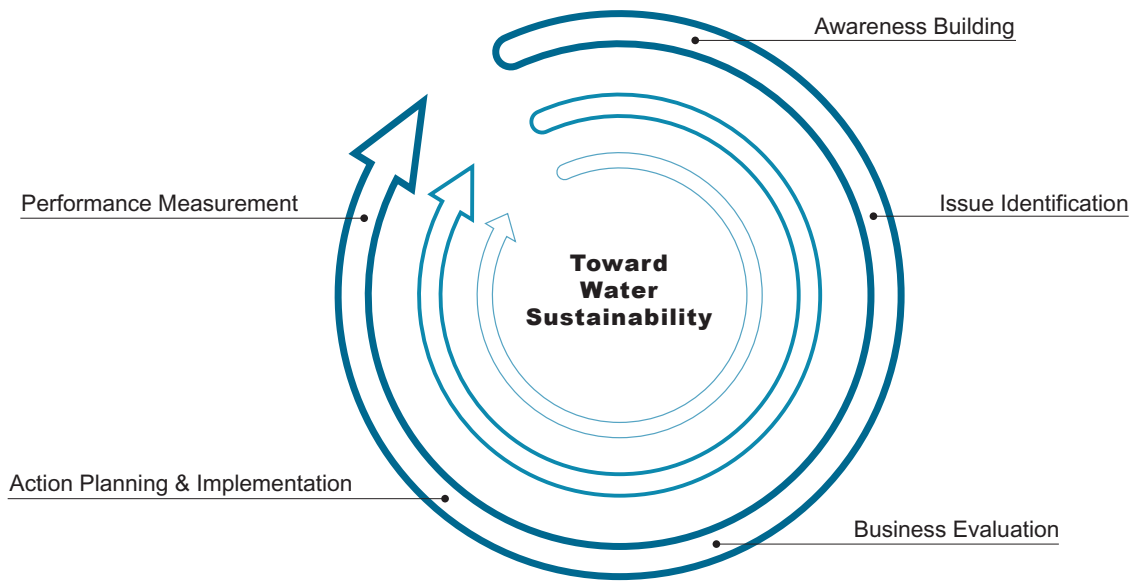 Awareness Building
Performance Measurement
Issue Identification
Toward
Water
Sustainability
Action Planning & Implementation
Business Evaluation